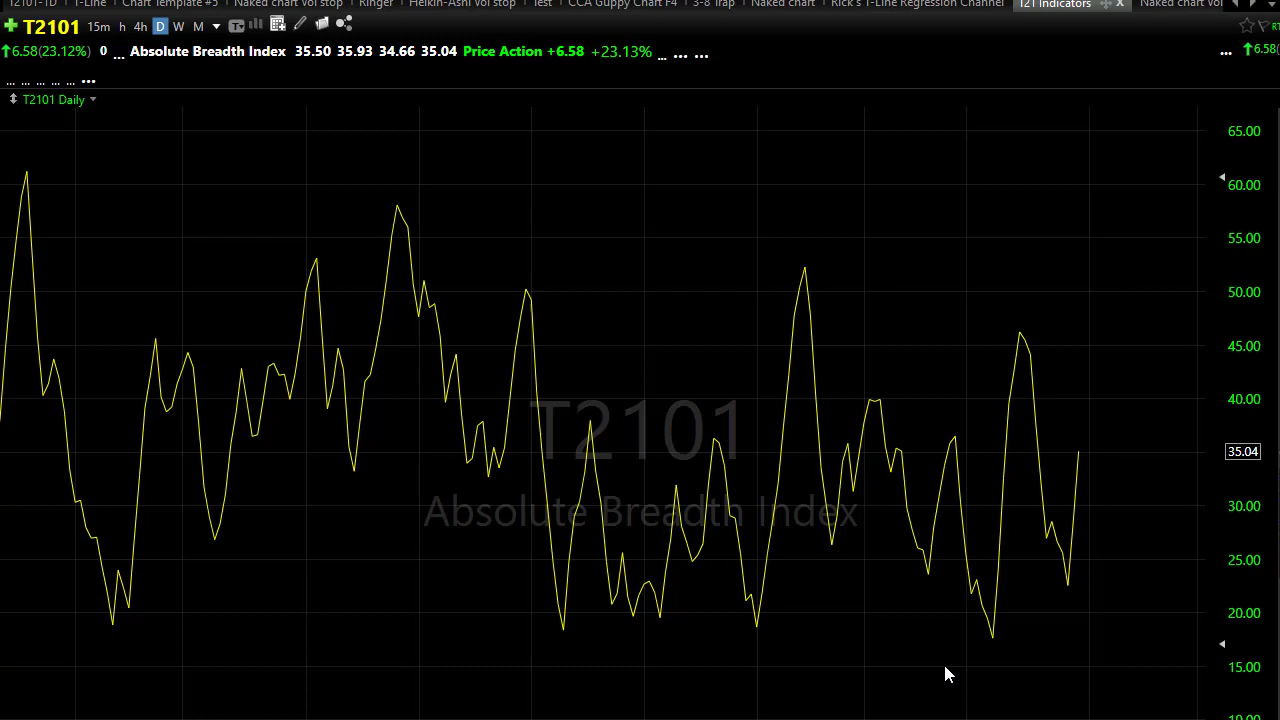 T2101-TD T-Line Chart Template #5 Naked chart Vol stop Ringer Heikin-Ashi Vol stop Test CCA Guppy Chart F4 3-8 Trap Naked chart Rick's T-Line Regression Channel T21 Indicators X Naked chart Vol
T2101 15m h 4h D W M T
6.58(23.12%) 0 ... Absolute Breadth Index 35.50 35.93 34.66 35.04 Price Action +6.58 +23.13% ... ... ... ... 6.58(
... ... ... ... ... ...
T2101 Daily
65.00
60.00
55.00
50.00
45.00
40.00
T2101
35.04
30.00
Absolute Breadth Index
25.00
20.00
15.00
10.00